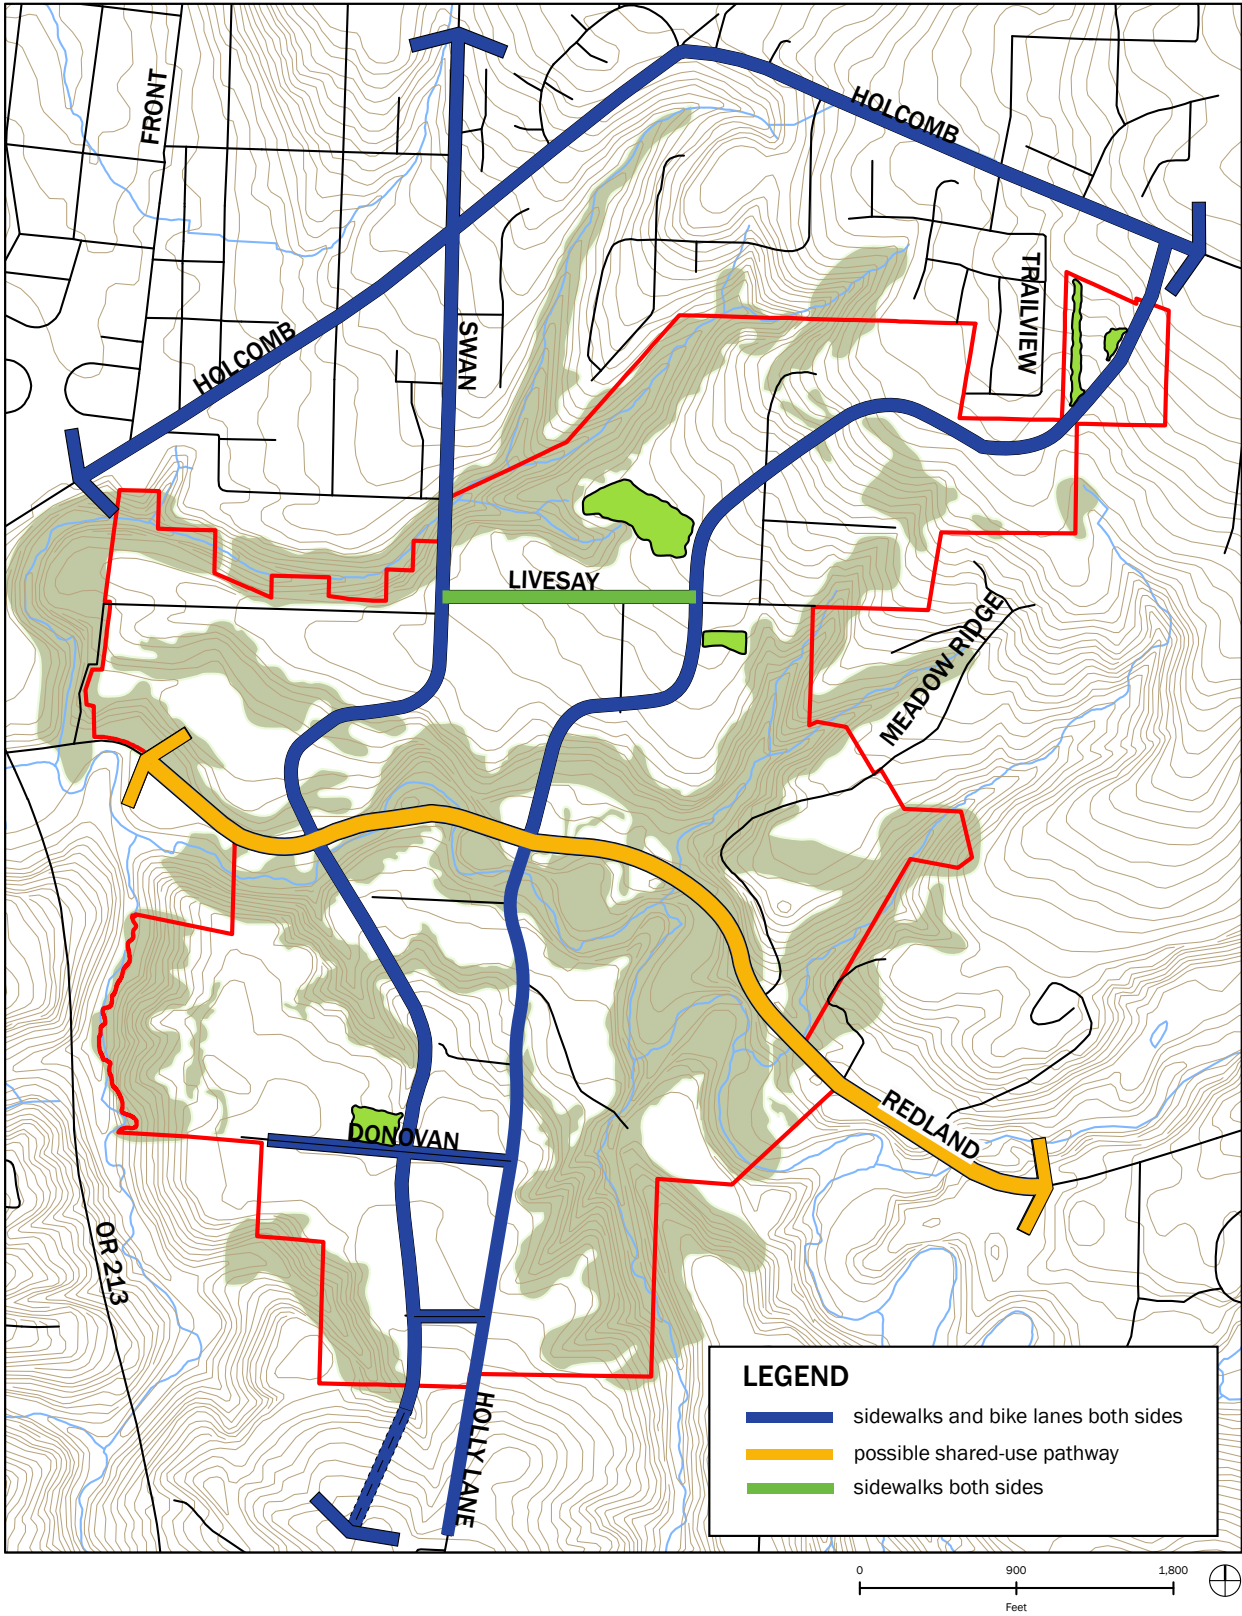 FRONT
HOLCOMB
HOLCOMB
SWAN
TRAILVIEW
LIVESAY
MEADOW RIDGE
DONOVAN
REDLAND
OR 213
HOLLY LANE
LEGEND
sidewalks and bike lanes both sides
possible shared-use pathway
sidewalks both sides
0 900 1,800
Feet